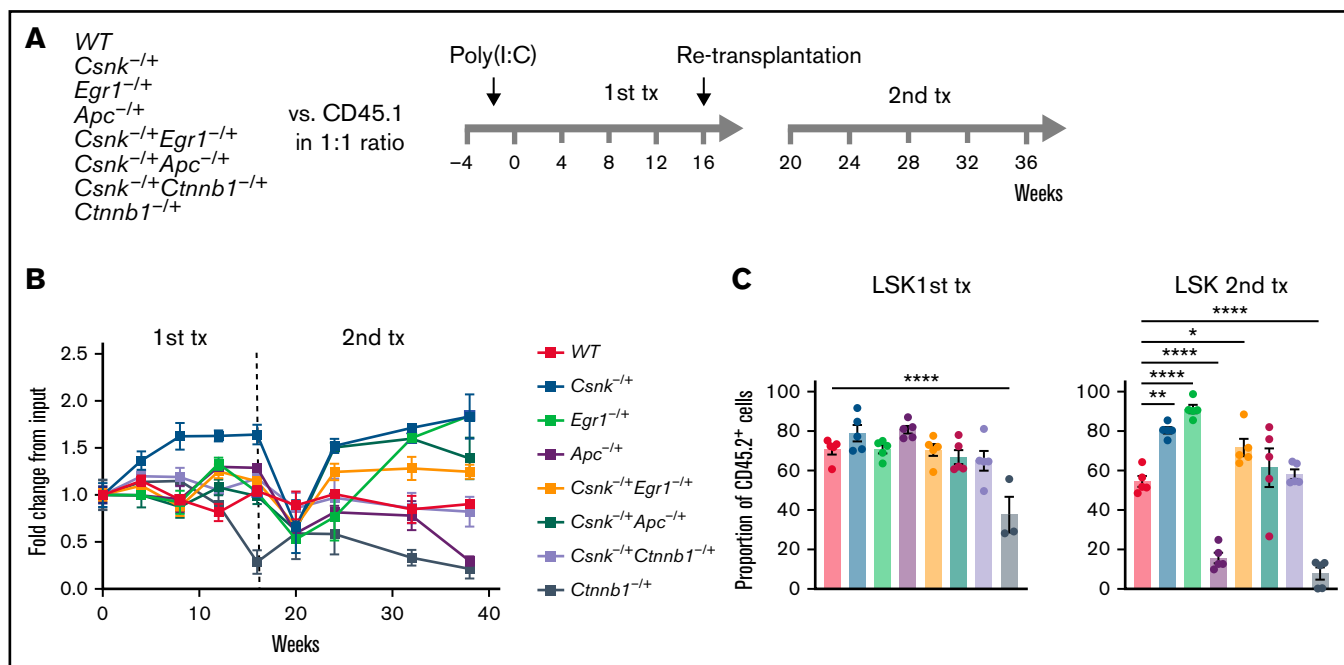 A
WT
Csnk−/+
Egr1−/+
Apc−/+
Csnk−/+Egr1−/+
Csnk−/+Apc−/+
Csnk−/+Ctnnb1−/+
Ctnnb1−/+
vs. CD45.1
in 1:1 ratio
Poly(I:C)
Re-transplantation
1st tx
2nd tx
−4 0 4 8 12 16
20 24 28 32 36
Weeks
B
1st tx 2nd tx
Fold change from input
2.5
2.0
1.5
1.0
0.5
0.0
0 10 20 30 40
Weeks
WT
Csnk−/+
Egr1−/+
Apc−/+
Csnk−/+Egr1−/+
Csnk−/+Apc−/+
Csnk−/+Ctnnb1−/+
Ctnnb1−/+
C
LSK1st tx
Proportion of CD45.2+ cells
100
80
60
40
20
0
****
LSK 2nd tx
100
80
60
40
20
0
****
*
****
****
**